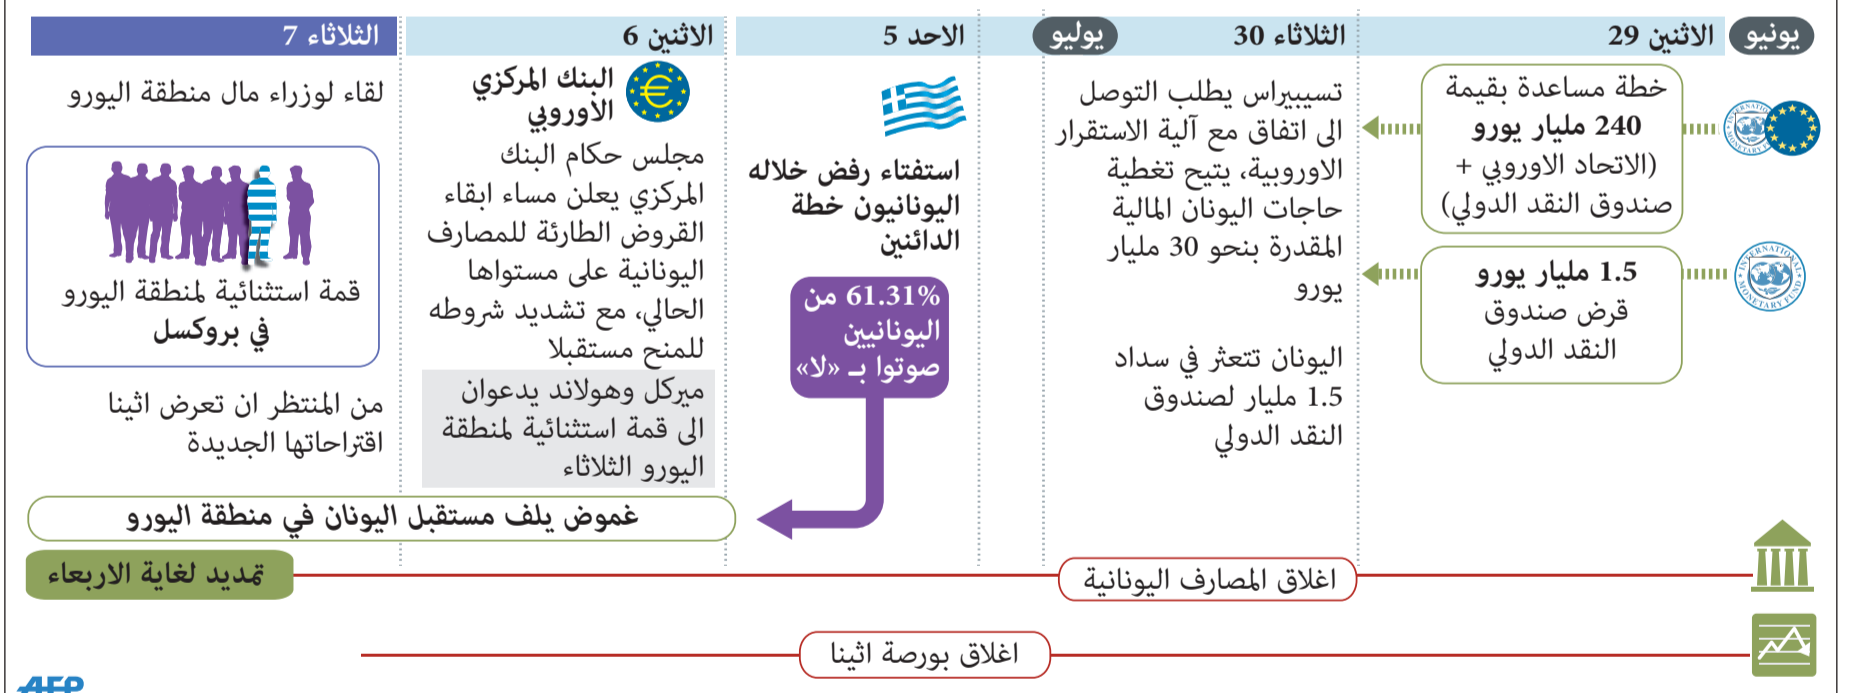 يونيو
الاثنين 29
خطة مساعدة بقيمة
240 مليار يورو
(الاتحاد الاوروبي +
صندوق النقد الدولي)
1.5 مليار يورو
قرض صندوق
النقد الدولي
INTERNATIONAL MONETARY FUND
الثلاثاء 30
تسيبيراس يطلب التوصل
الى اتفاق مع آلية الاستقرار
الاوروبية، يتيح تغطية
حاجات اليونان المالية
المقدرة بنحو 30 مليار
يورو
اليونان تتعثر في سداد
1.5 مليار لصندوق
النقد الدولي
يوليو
الاحد 5
استفتاء رفض خلاله
اليونانيون خطة
الدائنين
61.31% من
اليونانيين
صوتوا بـ «لا»
الاثنين 6
البنك المركزي
الاوروبي
مجلس حكام البنك
المركزي يعلن مساء ابقاء
القروض الطارئة للمصارف
اليونانية على مستواها
الحالي، مع تشديد شروطه
للمنح مستقبلا
ميركل وهولاند يدعوان
الى قمة استثنائية لمنطقة
اليورو الثلاثاء
الثلاثاء 7
لقاء لوزراء مال منطقة اليورو
قمة استثنائية لمنطقة اليورو
في بروكسل
من المنتظر ان تعرض اثينا
اقتراحاتها الجديدة
غموض يلف مستقبل اليونان في منطقة اليورو
اغلاق المصارف اليونانية
تمديد لغاية الاربعاء
اغلاق بورصة اثينا
AFP